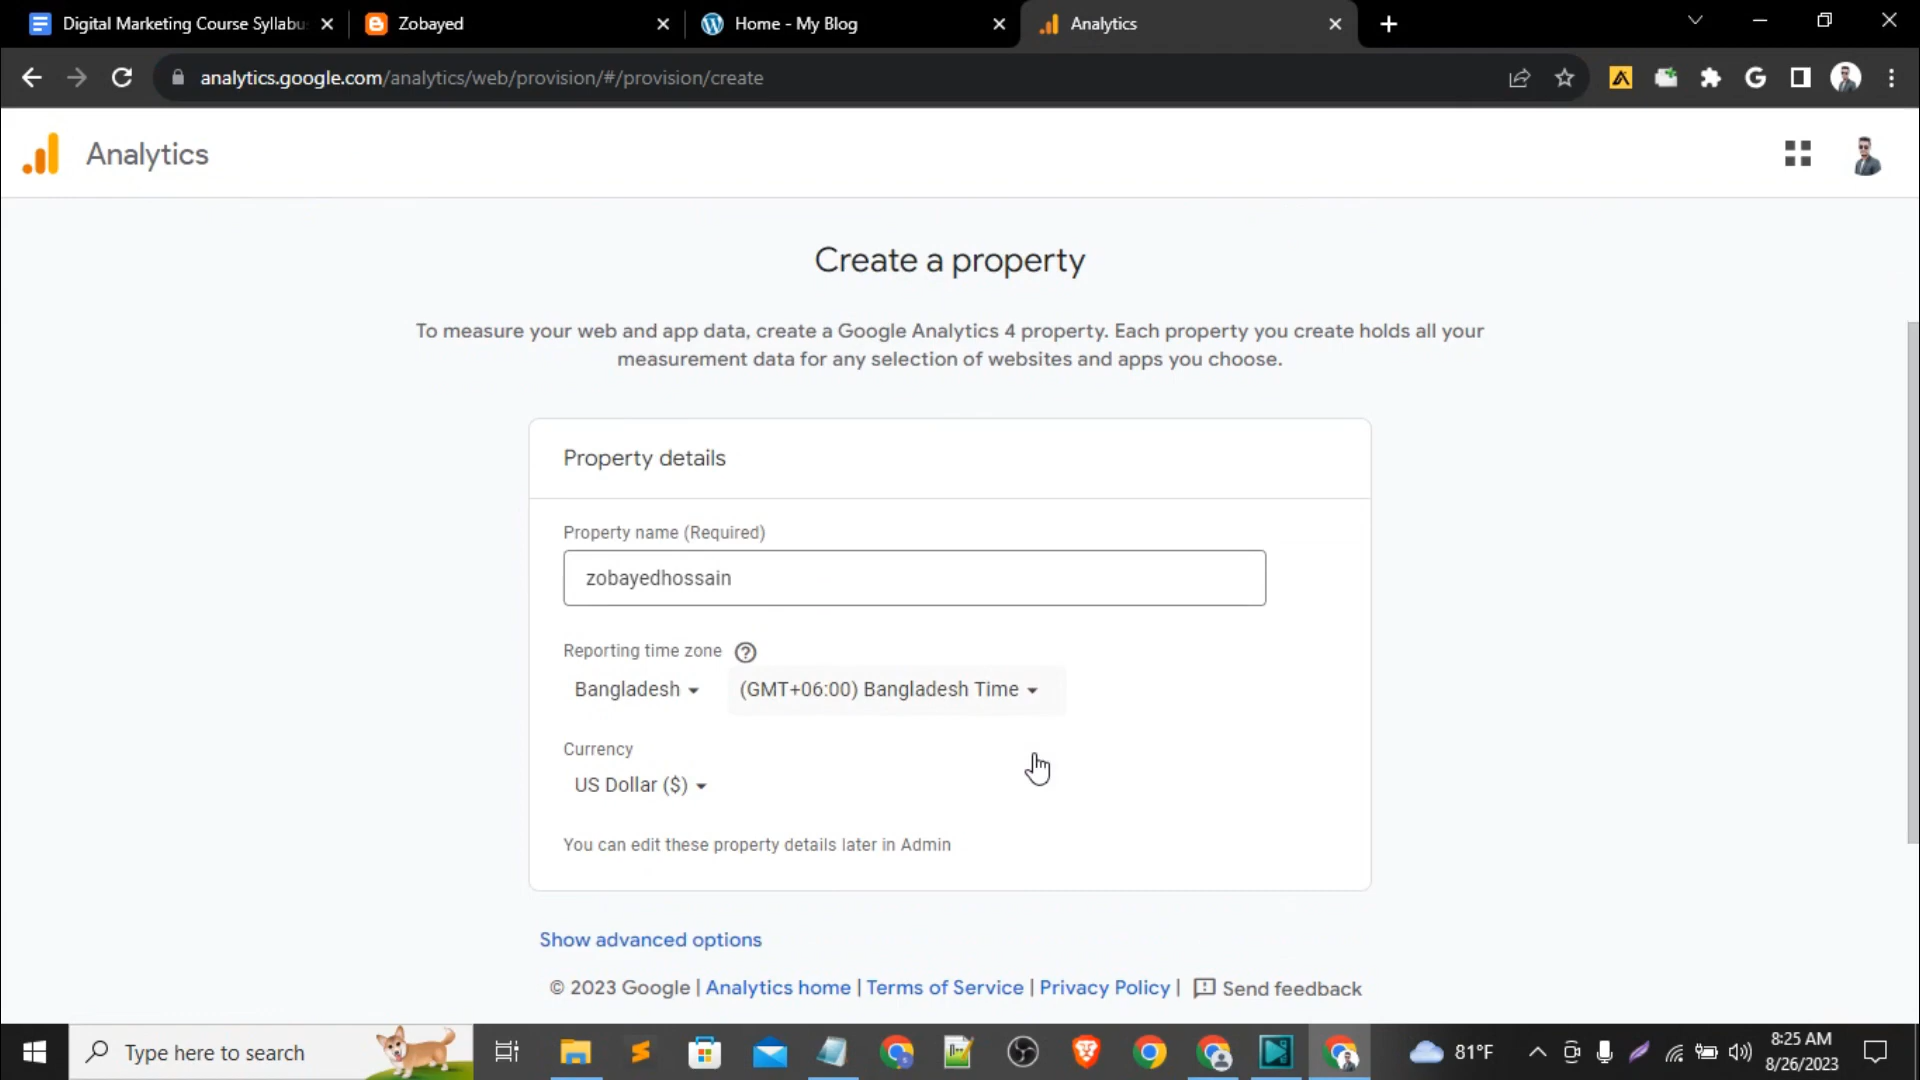 Digital Marketing Course Syllabu
Zobayed
Home - My Blog
Analytics
analytics.google.com/analytics/web/provision/#/provision/create
Analytics
Create a property
To measure your web and app data, create a Google Analytics 4 property. Each property you create holds all your
measurement data for any selection of websites and apps you choose.
Property details
Property name (Required)
zobayedhossain
Reporting time zone
Bangladesh
(GMT+06:00) Bangladesh Time
Currency
US Dollar ($)
You can edit these property details later in Admin
Show advanced options
© 2023 Google | Analytics home | Terms of Service | Privacy Policy | Send feedback
Type here to search
81°F
8:25 AM
8/26/2023